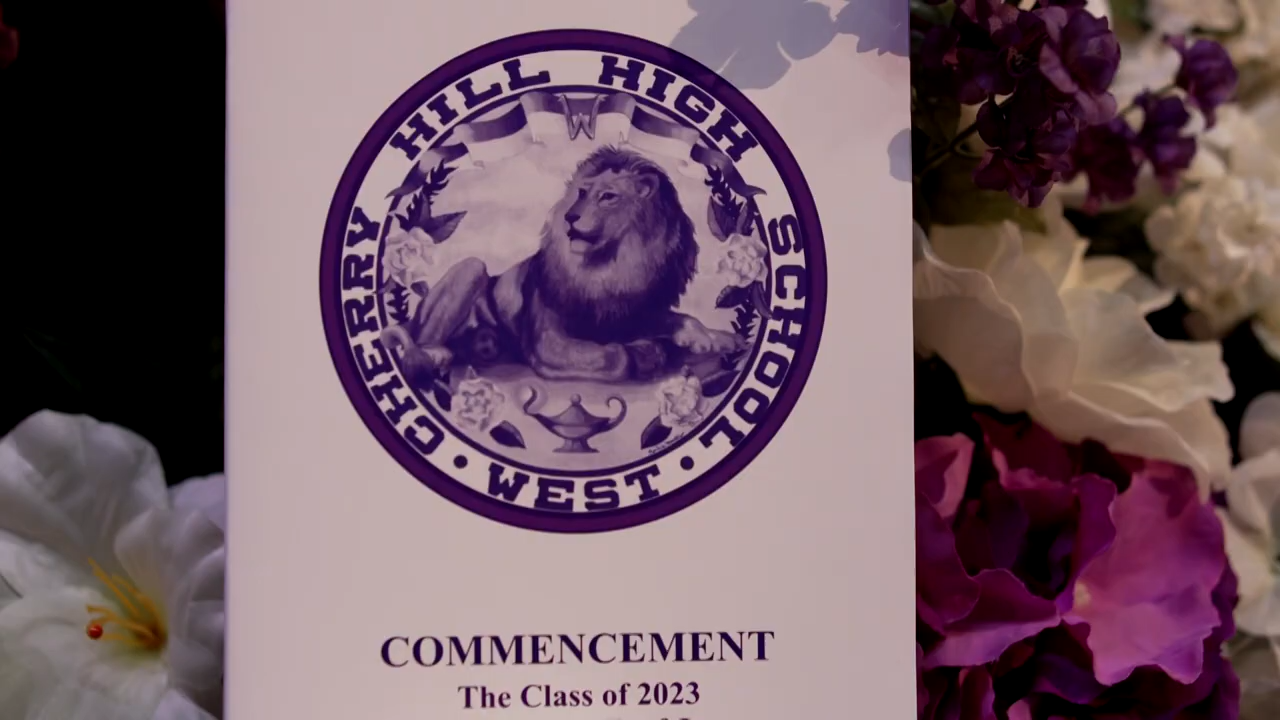 CHERRY HILL HIGH SCHOOL
• WEST •
W
COMMENCEMENT
The Class of 2023